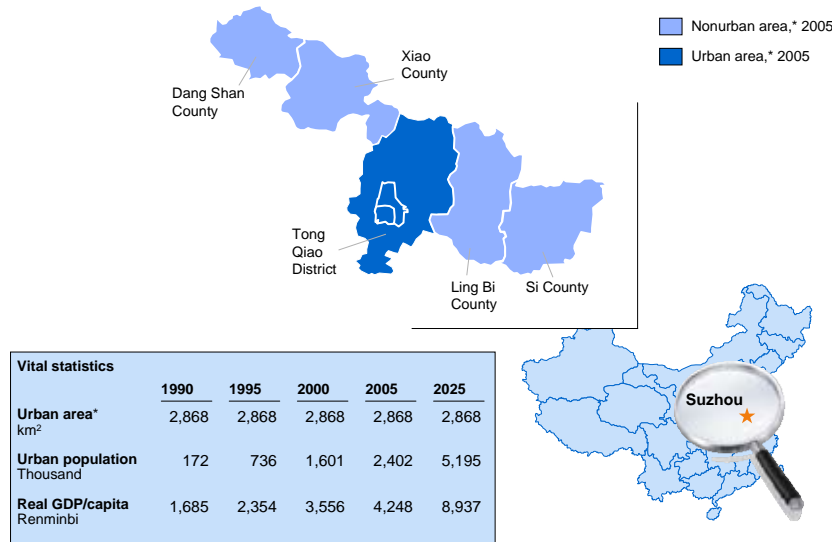 Nonurban area,* 2005
Urban area,* 2005
Xiao
County
Dang Shan
County
Tong
Qiao
District
Ling Bi
County
Si County
Suzhou
Vital statistics
1990 1995 2000 2005 2025
Urban area* 2,868 2,868 2,868 2,868 2,868
km²
Urban population 172 736 1,601 2,402 5,195
Thousand
Real GDP/capita 1,685 2,354 3,556 4,248 8,937
Renminbi